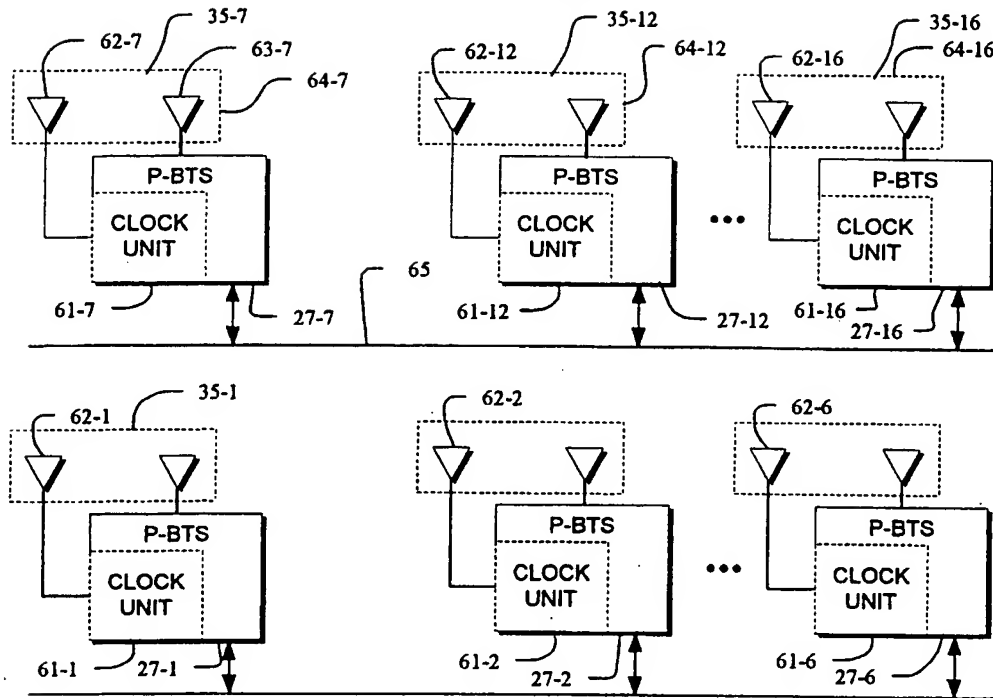 35-7 35-12 35-16
62-7 63-7 62-12 62-16 64-16
64-7 64-12
P-BTS P-BTS P-BTS
CLOCK UNIT CLOCK UNIT CLOCK UNIT
•••
65
61-7 27-7 61-12 27-12 61-16 27-16
35-1
62-1 62-2 62-6
P-BTS P-BTS P-BTS
CLOCK UNIT CLOCK UNIT CLOCK UNIT
•••
61-1 27-1 61-2 27-2 61-6 27-6